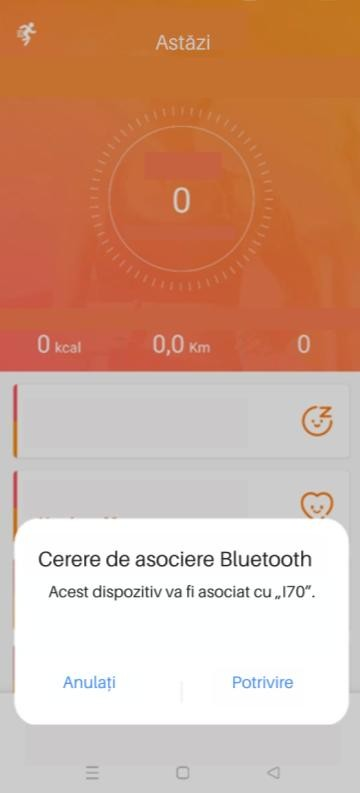 Astăzi
0
0 kcal 0,0 Km 0
Cerere de asociere Bluetooth
Acest dispozitiv va fi asociat cu „I70”.
Anulați Potrivire